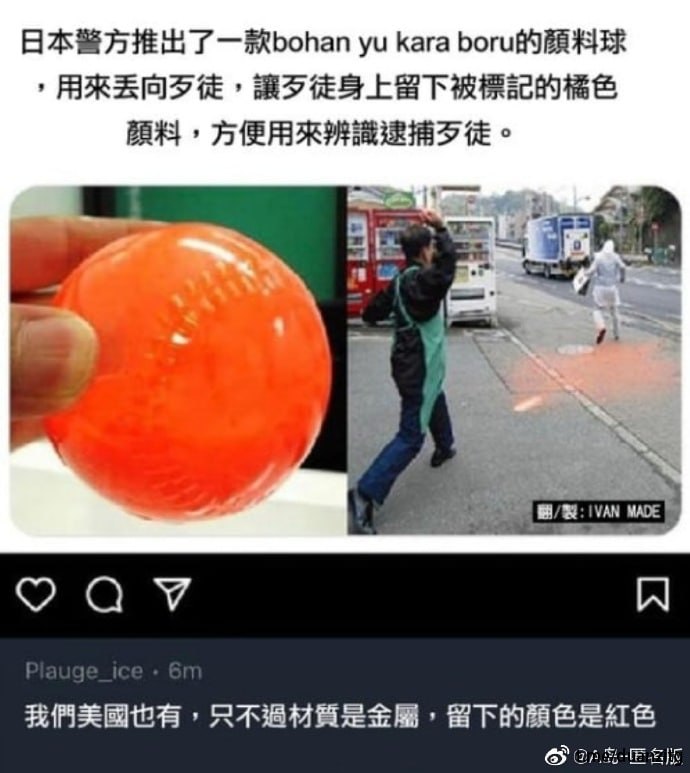 日本警方推出了一款bohan yu kara boru的顏料球
，用來丟向歹徒，讓歹徒身上留下被標記的橘色
顏料，方便用來辨識逮捕歹徒。
翻/製:IVAN MADE
Plauge_ice · 6m
我們美國也有，只不過材質是金屬，留下的顏色是紅色